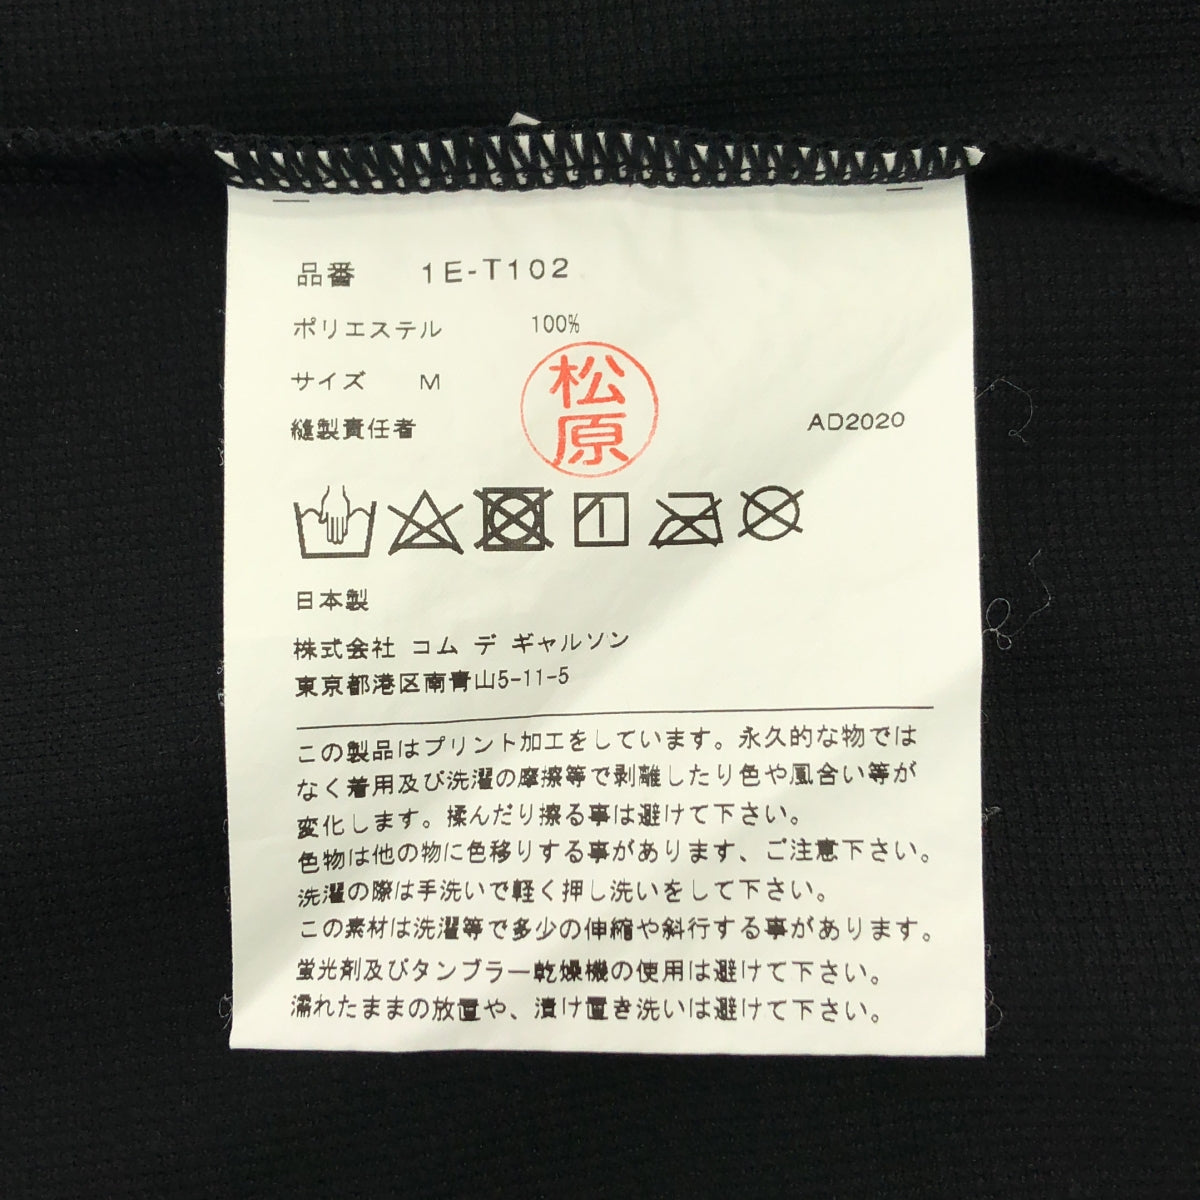 品番 1E-T102
ポリエステル 100%
サイズ M
縫製責任者 松原 AD2020
日本製
株式会社 コム デ ギャルソン
東京都港区南青山5-11-5
この製品はプリント加工をしています。永久的な物では
なく着用及び洗濯の摩擦等で剥離したり色や風合い等が
変化します。揉んだり擦る事は避けて下さい。
色物は他の物に色移りする事があります、ご注意下さい。
洗濯の際は手洗いで軽く押し洗いをして下さい。
この素材は洗濯等で多少の伸縮や斜行する事があります。
蛍光剤及びタンブラー乾燥機の使用は避けて下さい。
濡れたままの放置や、漬け置き洗いは避けて下さい。